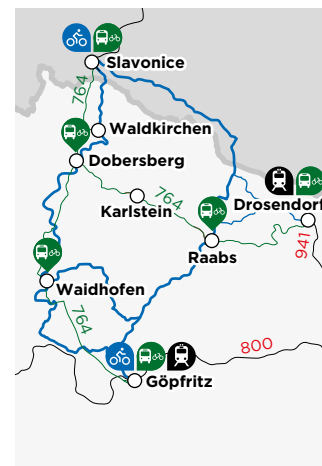 Slavonice
764
Waldkirchen
Dobersberg
764
Karlstein
Drosendorf
Raabs
941
Waidhofen
764
800
Göpfritz